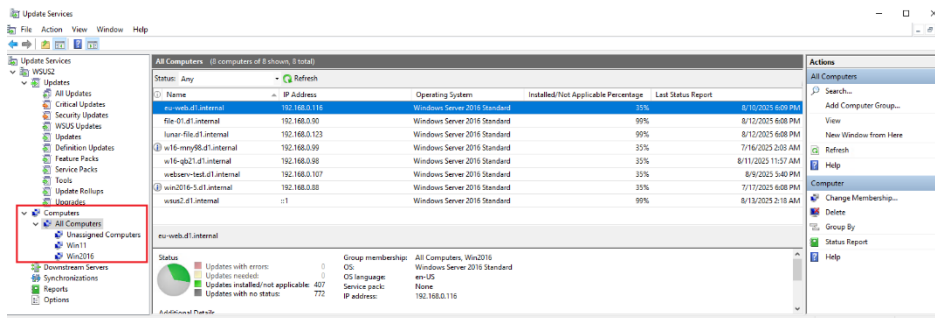 Update Services
File Action View Window Help
Update Services
WSUS2
Updates
All Updates
Critical Updates
Security Updates
WSUS Updates
Updates
Definition Updates
Feature Packs
Service Packs
Tools
Update Rollups
Upgrades
Computers
All Computers
Unassigned Computers
Win11
Win2016
Downstream Servers
Synchronizations
Reports
Options
All Computers (8 computers of 8 shown, 8 total)
Status: Any Refresh
Name IP Address Operating System Installed/Not Applicable Percentage Last Status Report
eu-web.d1.internal 192.168.0.116 Windows Server 2016 Standard 35% 8/10/2025 6:09 PM
file-01.d1.internal 192.168.0.90 Windows Server 2016 Standard 99% 8/12/2025 6:08 PM
lunar-file.d1.internal 192.168.0.123 Windows Server 2016 Standard 99% 8/12/2025 6:08 PM
w16-mny98.d1.internal 192.168.0.99 Windows Server 2016 Standard 35% 7/16/2025 2:03 AM
w16-qb21.d1.internal 192.168.0.98 Windows Server 2016 Standard 35% 8/11/2025 11:57 AM
webserv-test.d1.internal 192.168.0.107 Windows Server 2016 Standard 35% 8/9/2025 5:40 PM
win2016-5.d1.internal 192.168.0.88 Windows Server 2016 Standard 35% 7/17/2025 6:08 PM
wsus2.d1.internal ::1 Windows Server 2016 Standard 99% 8/13/2025 2:18 AM
eu-web.d1.internal
Status
Updates with errors: 0
Updates needed: 0
Updates installed/not applicable: 407
Updates with no status: 772
Group membership: All Computers, Win2016
OS: Windows Server 2016 Standard
OS language: en-US
Service pack: None
IP address: 192.168.0.116
Additional Details
Actions
All Computers
Search...
Add Computer Group...
View
New Window from Here
Refresh
Help
Computer
Change Membership...
Delete
Group By
Status Report
Help